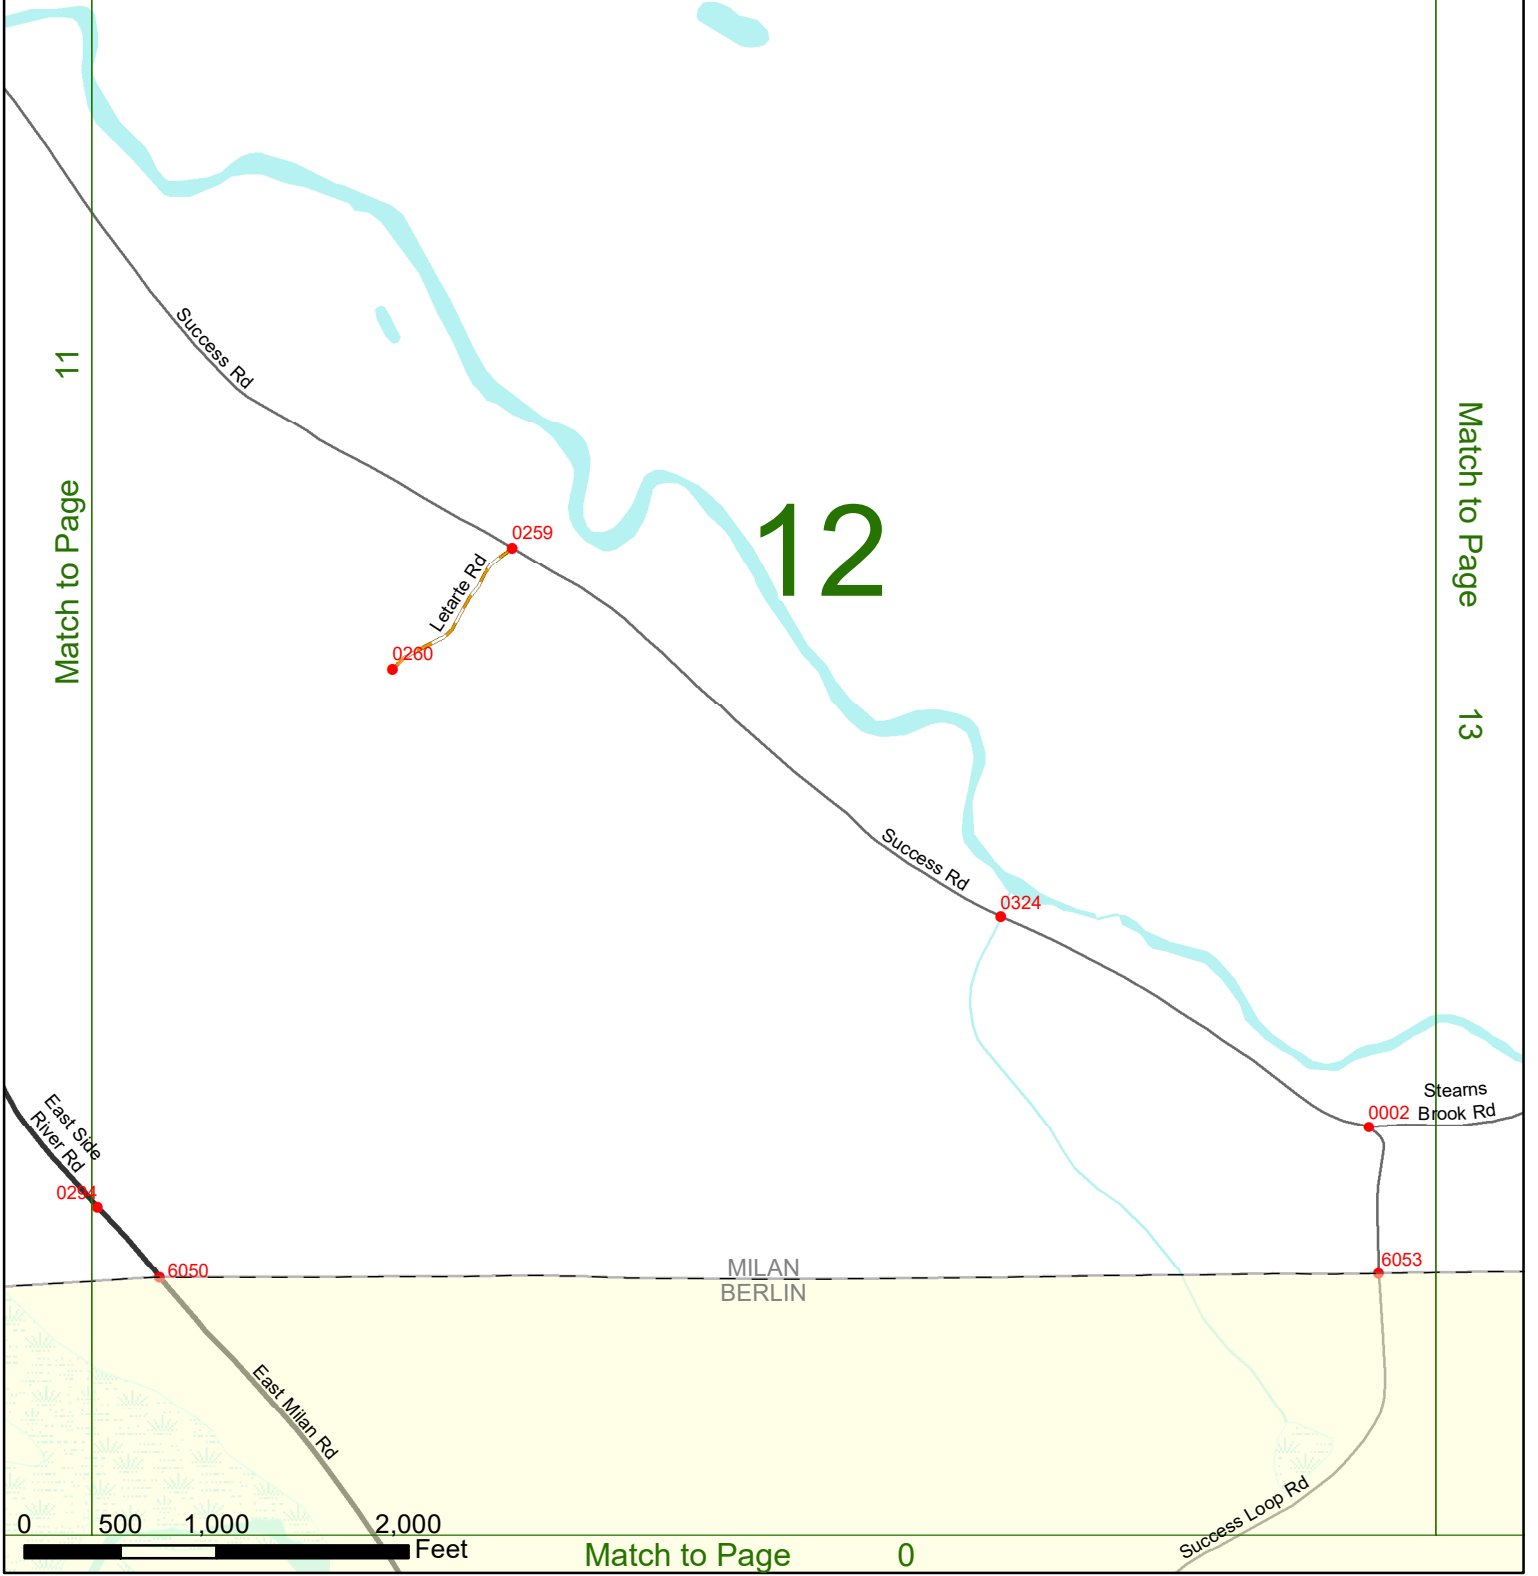 Success Rd
11
Match to Page
Match to Page
13
12
0259
Letarte Rd
0260
Success Rd
0324
Stearns
Brook Rd
0002
East Side
River Rd
0294
6050
MILAN
BERLIN
6053
East Milan Rd
Success Loop Rd
0 500 1,000 2,000
Feet
Match to Page 0